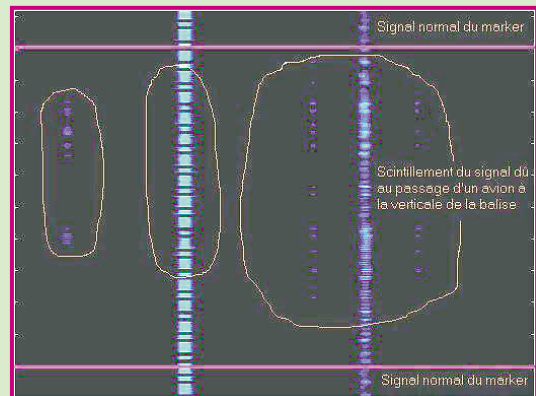 Signal normal du marker
Scintillement du signal dû
au passage d'un avion à
la verticale de la balise
Signal normal du marker